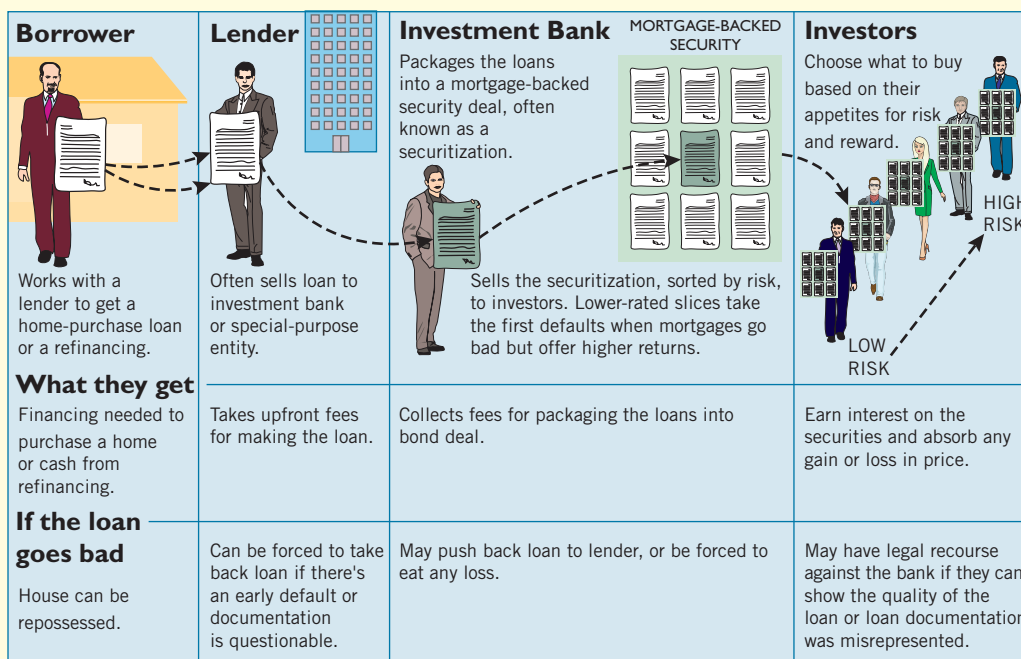 Borrower
Works with a
lender to get a
home-purchase loan
or a refinancing.
Lender
Often sells loan to
investment bank
or special-purpose
entity.
Investment Bank
Packages the loans
into a mortgage-backed
security deal, often
known as a
securitization.
MORTGAGE-BACKED
SECURITY
Sells the securitization, sorted by risk,
to investors. Lower-rated slices take
the first defaults when mortgages go
bad but offer higher returns.
Investors
Choose what to buy
based on their
appetites for risk
and reward.
HIGH
RISK
LOW
RISK
What they get
Financing needed to
purchase a home
or cash from
refinancing.
Takes upfront fees
for making the loan.
Collects fees for packaging the loans into
bond deal.
Earn interest on the
securities and absorb any
gain or loss in price.
If the loan
goes bad
House can be
repossessed.
Can be forced to take
back loan if there's
an early default or
documentation
is questionable.
May push back loan to lender, or be forced to
eat any loss.
May have legal recourse
against the bank if they can
show the quality of the
loan or loan documentation
was misrepresented.